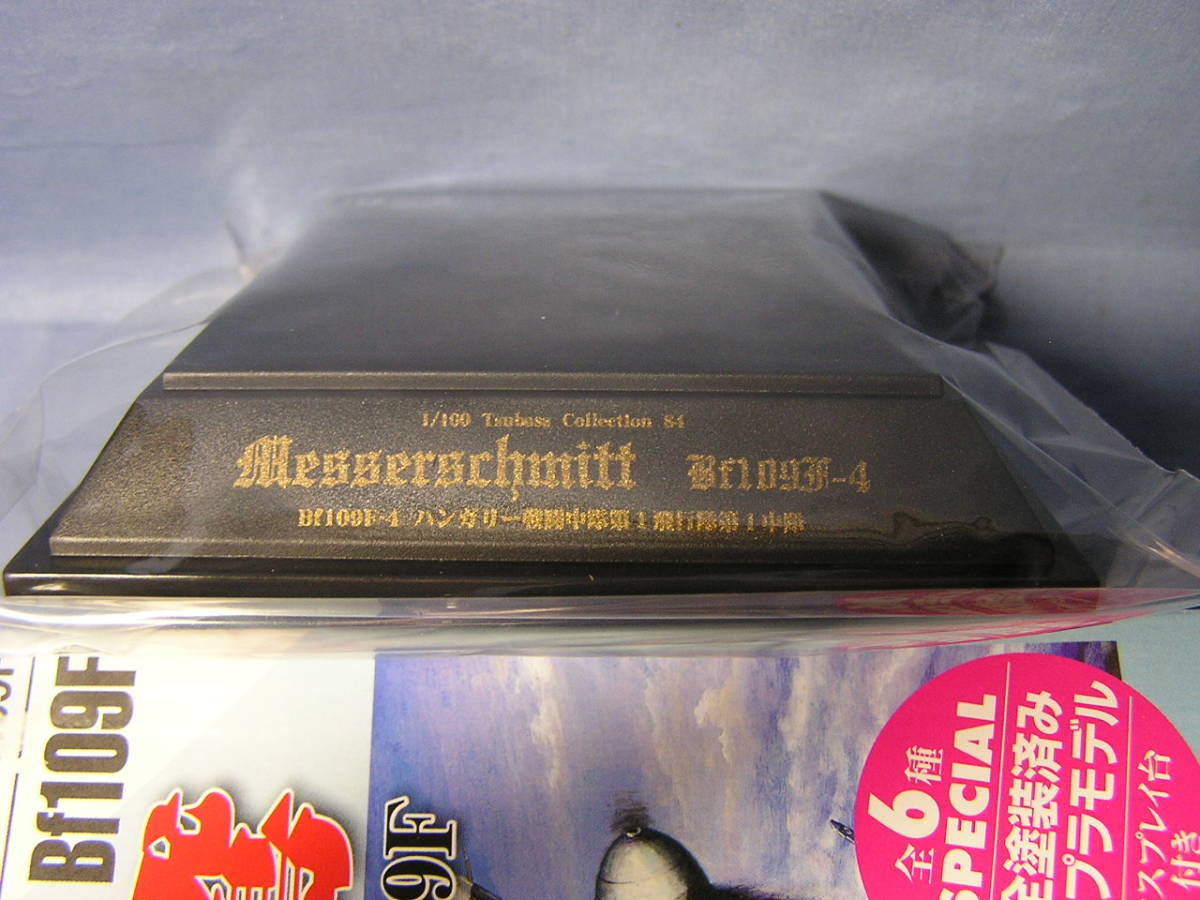 1/100 Tsubasa Collection 84
Messerschmitt Bf109F-4
Bf109F-4 ハンガリー戦闘中隊第1飛行隊第1中隊
Bf109F
9F
全6種
SPECIAL
全塗装済み
プラモデル
スプレイ台
付き